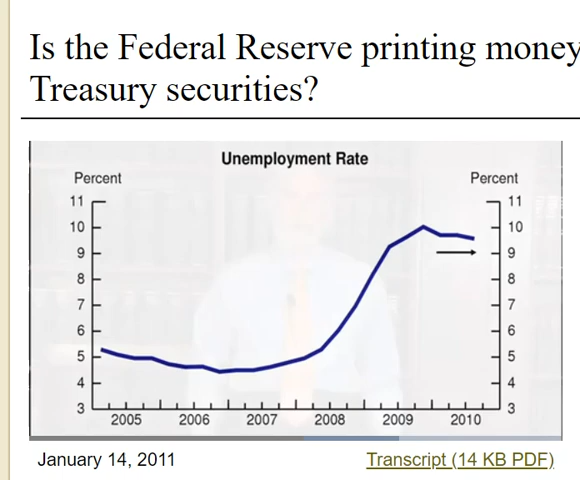 Is the Federal Reserve printing money
Treasury securities?
Unemployment Rate
Percent Percent
11 11
10 10
9 9
8 8
7 7
6 6
5 5
4 4
3 3
2005 2006 2007 2008 2009 2010
January 14, 2011 Transcript (14 KB PDF)